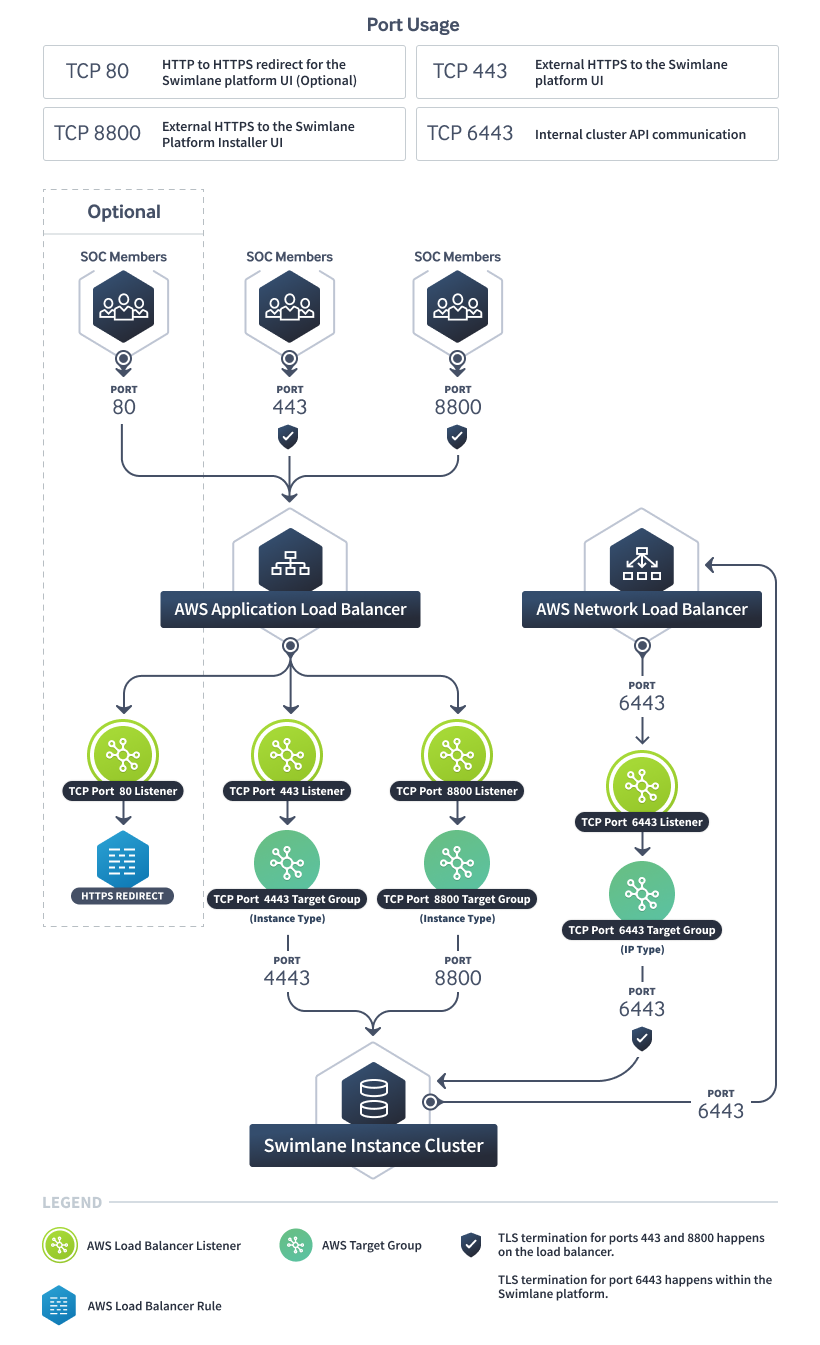 Port Usage
TCP 80
HTTP to HTTPS redirect for the
Swimlane platform UI (Optional)
TCP 443
External HTTPS to the Swimlane
platform UI
TCP 8800
External HTTPS to the Swimlane
Platform Installer UI
TCP 6443
Internal cluster API communication
Optional
SOC Members
SOC Members
SOC Members
PORT
80
PORT
443
PORT
8800
AWS Application Load Balancer
AWS Network Load Balancer
PORT
6443
TCP Port 80 Listener
TCP Port 443 Listener
TCP Port 8800 Listener
TCP Port 6443 Listener
HTTPS REDIRECT
TCP Port 4443 Target Group
(Instance Type)
TCP Port 8800 Target Group
(Instance Type)
TCP Port 6443 Target Group
(IP Type)
PORT
4443
PORT
8800
PORT
6443
PORT
6443
Swimlane Instance Cluster
LEGEND
AWS Load Balancer Listener
AWS Target Group
TLS termination for ports 443 and 8800 happens
on the load balancer.
TLS termination for port 6443 happens within the
Swimlane platform.
AWS Load Balancer Rule